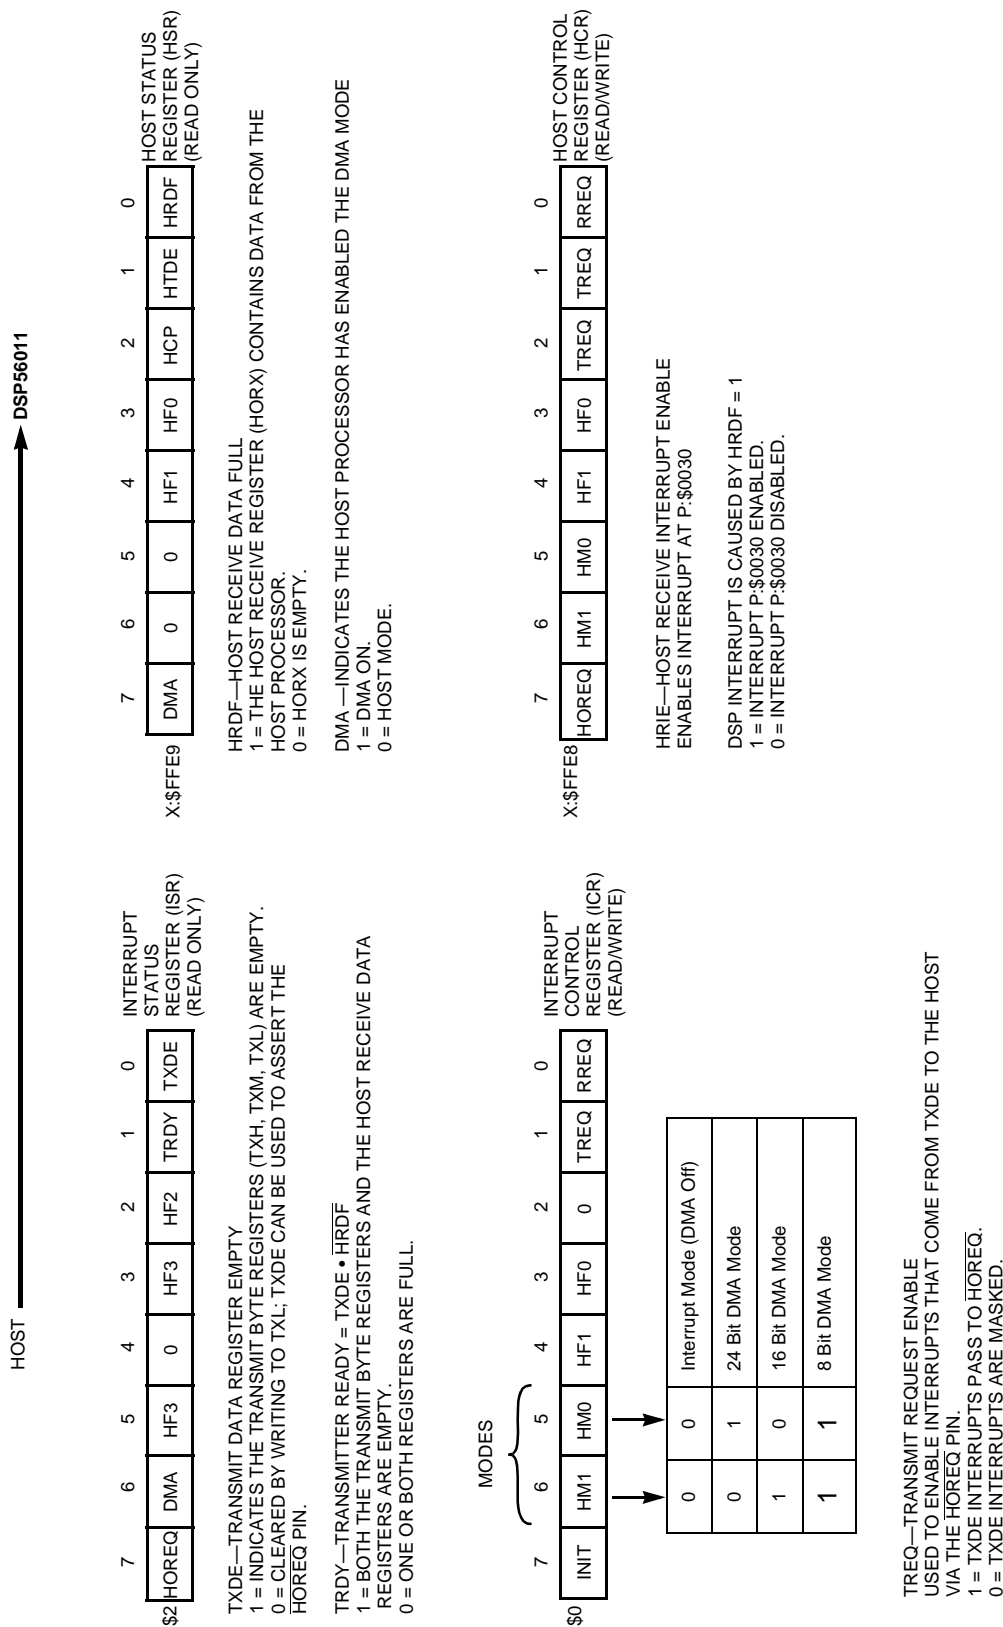 HOST
DSP56011
INTERRUPT
STATUS
REGISTER (ISR)
(READ ONLY)
7 6 5 4 3 2 1 0
$2 HOREQ DMA HF3 0 HF3 HF2 TRDY TXDE
TXDE—TRANSMIT DATA REGISTER EMPTY
1 = INDICATES THE TRANSMIT BYTE REGISTERS (TXH, TXM, TXL) ARE EMPTY.
0 = CLEARED BY WRITING TO TXL; TXDE CAN BE USED TO ASSERT THE
HOREQ PIN.
TRDY—TRANSMITTER READY = TXDE • HRDF
1 = BOTH THE TRANSMIT BYTE REGISTERS AND THE HOST RECEIVE DATA
REGISTERS ARE EMPTY.
0 = ONE OR BOTH REGISTERS ARE FULL.
MODES
INTERRUPT
CONTROL
REGISTER (ICR)
(READ/WRITE)
7 6 5 4 3 2 1 0
$0 INIT HM1 HM0 HF1 HF0 0 TREQ RREQ
0 0 Interrupt Mode (DMA Off)
0 1 24 Bit DMA Mode
1 0 16 Bit DMA Mode
1 1 8 Bit DMA Mode
TREQ—TRANSMIT REQUEST ENABLE
USED TO ENABLE INTERRUPTS THAT COME FROM TXDE TO THE HOST
VIA THE HOREQ PIN.
1 = TXDE INTERRUPTS PASS TO HOREQ.
0 = TXDE INTERRUPTS ARE MASKED.
HOST STATUS
REGISTER (HSR)
(READ ONLY)
7 6 5 4 3 2 1 0
X:$FFE9 DMA 0 0 HF1 HF0 HCP HTDE HRDF
HRDF—HOST RECEIVE DATA FULL
1 = THE HOST RECEIVE REGISTER (HORX) CONTAINS DATA FROM THE
HOST PROCESSOR.
0 = HORX IS EMPTY.
DMA —INDICATES THE HOST PROCESSOR HAS ENABLED THE DMA MODE
1 = DMA ON.
0 = HOST MODE.
HOST CONTROL
REGISTER (HCR)
(READ/WRITE)
7 6 5 4 3 2 1 0
X:$FFE8 HOREQ HM1 HM0 HF1 HF0 TREQ TREQ RREQ
HRIE—HOST RECEIVE INTERRUPT ENABLE
ENABLES INTERRUPT AT P:$0030
DSP INTERRUPT IS CAUSED BY HRDF = 1
1 = INTERRUPT P:$0030 ENABLED.
0 = INTERRUPT P:$0030 DISABLED.